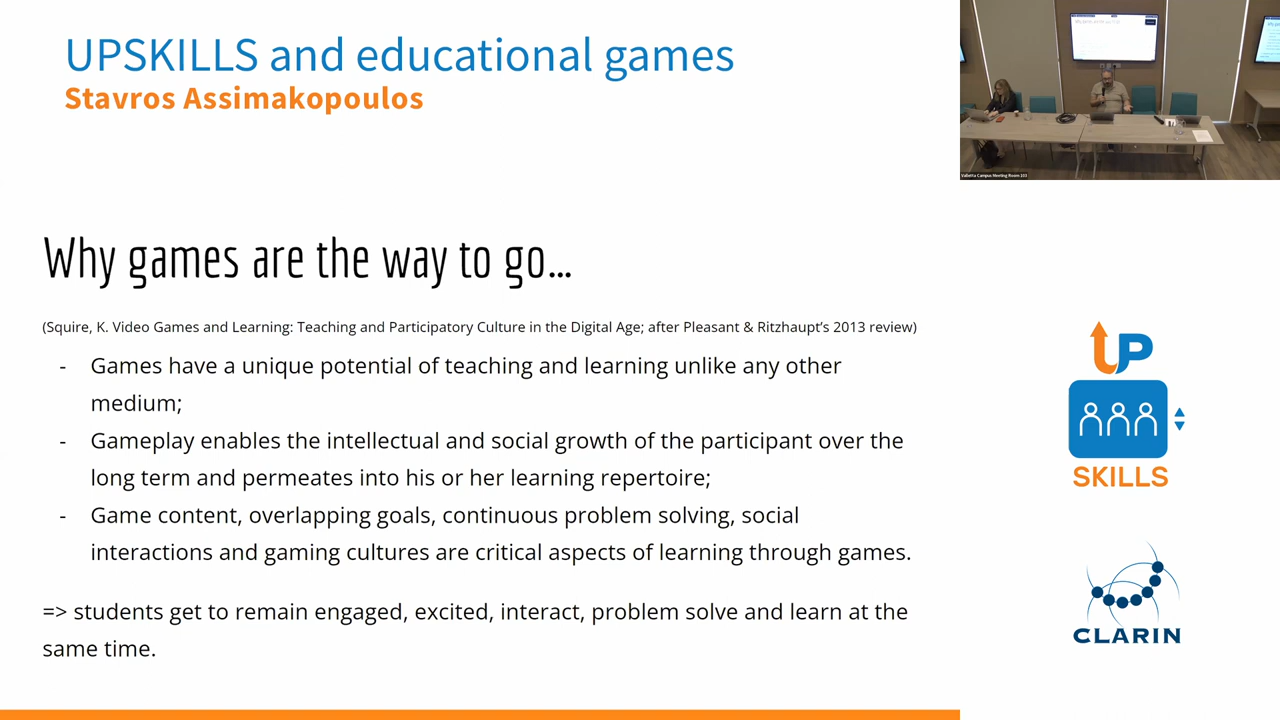 UPSKILLS and educational games
Stavros Assimakopoulos
Why games are the way to go...
(Squire, K. Video Games and Learning: Teaching and Participatory Culture in the Digital Age; after Pleasant & Ritzhaupt’s 2013 review)
- Games have a unique potential of teaching and learning unlike any other
medium;
- Gameplay enables the intellectual and social growth of the participant over the
long term and permeates into his or her learning repertoire;
- Game content, overlapping goals, continuous problem solving, social
interactions and gaming cultures are critical aspects of learning through games.
=> students get to remain engaged, excited, interact, problem solve and learn at the
same time.
Valletta Campus Meeting Room 103
UP
SKILLS
CLARIN